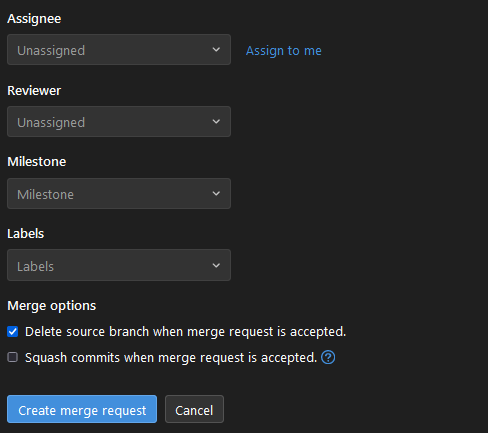 Assignee
Unassigned Assign to me
Reviewer
Unassigned
Milestone
Milestone
Labels
Labels
Merge options
Delete source branch when merge request is accepted.
Squash commits when merge request is accepted. ?
Create merge request Cancel